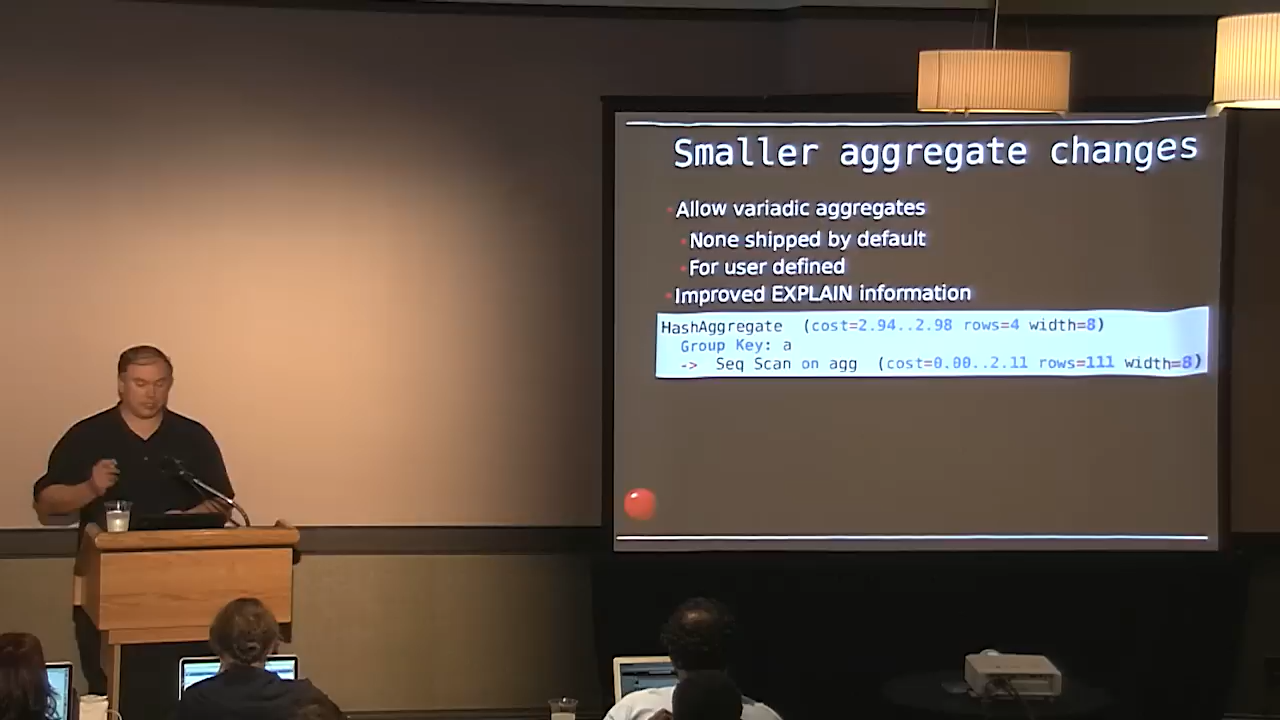 Smaller aggregate changes
Allow variadic aggregates
None shipped by default
For user defined
Improved EXPLAIN information
HashAggregate (cost=2.94..2.98 rows=4 width=8)
Group Key: a
-> Seq Scan on agg (cost=0.00..2.11 rows=111 width=8)